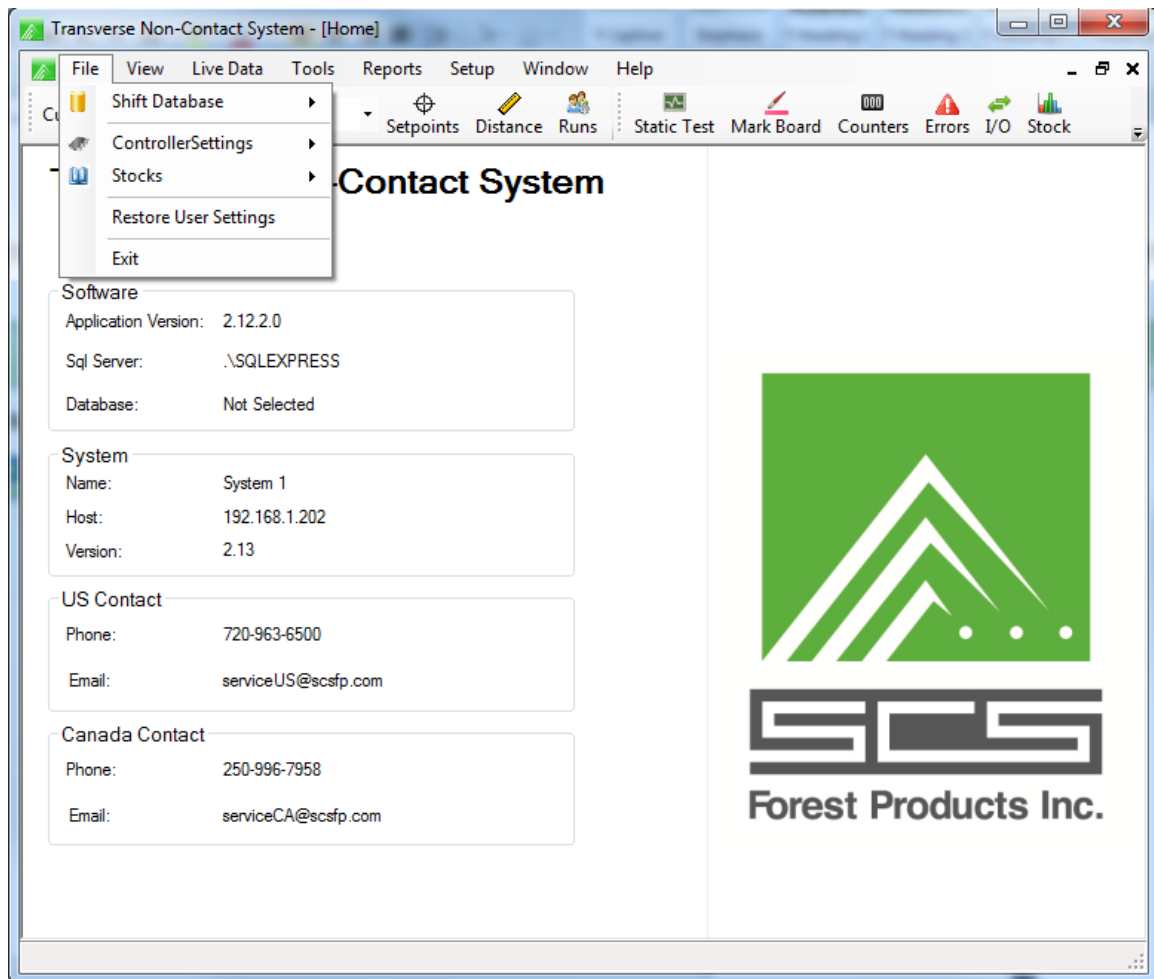 Transverse Non-Contact System - [Home]
File View Live Data Tools Reports Setup Window Help
Setpoints Distance Runs Static Test Mark Board Counters Errors I/O Stock
Shift Database
ControllerSettings
Stocks
Restore User Settings
Exit
-Contact System
Software
Application Version: 2.12.2.0
Sql Server: .\SQLEXPRESS
Database: Not Selected
System
Name: System 1
Host: 192.168.1.202
Version: 2.13
US Contact
Phone: 720-963-6500
Email: serviceUS@scsfp.com
Canada Contact
Phone: 250-996-7958
Email: serviceCA@scsfp.com
SCS
Forest Products Inc.